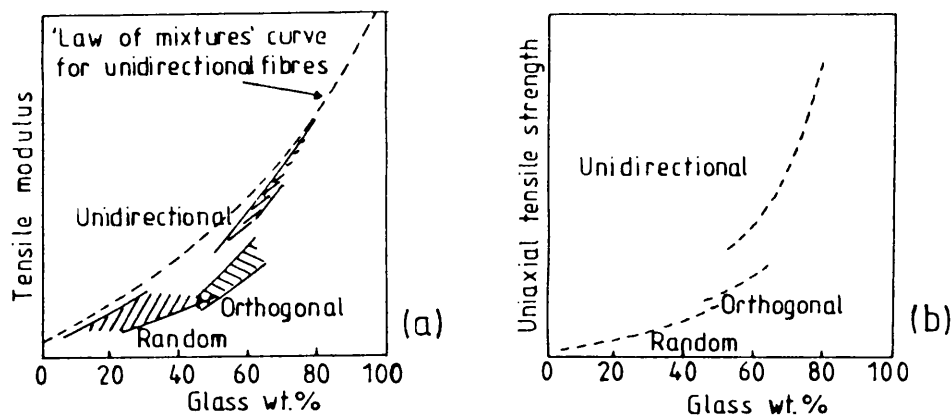 'Law of mixtures' curve
for unidirectional fibres
Tensile modulus
Unidirectional
Orthogonal
Random
(a)
0 20 40 60 80 100
Glass wt.%
Uniaxial tensile strength
Unidirectional
Orthogonal
Random
(b)
0 20 40 60 80 100
Glass wt.%